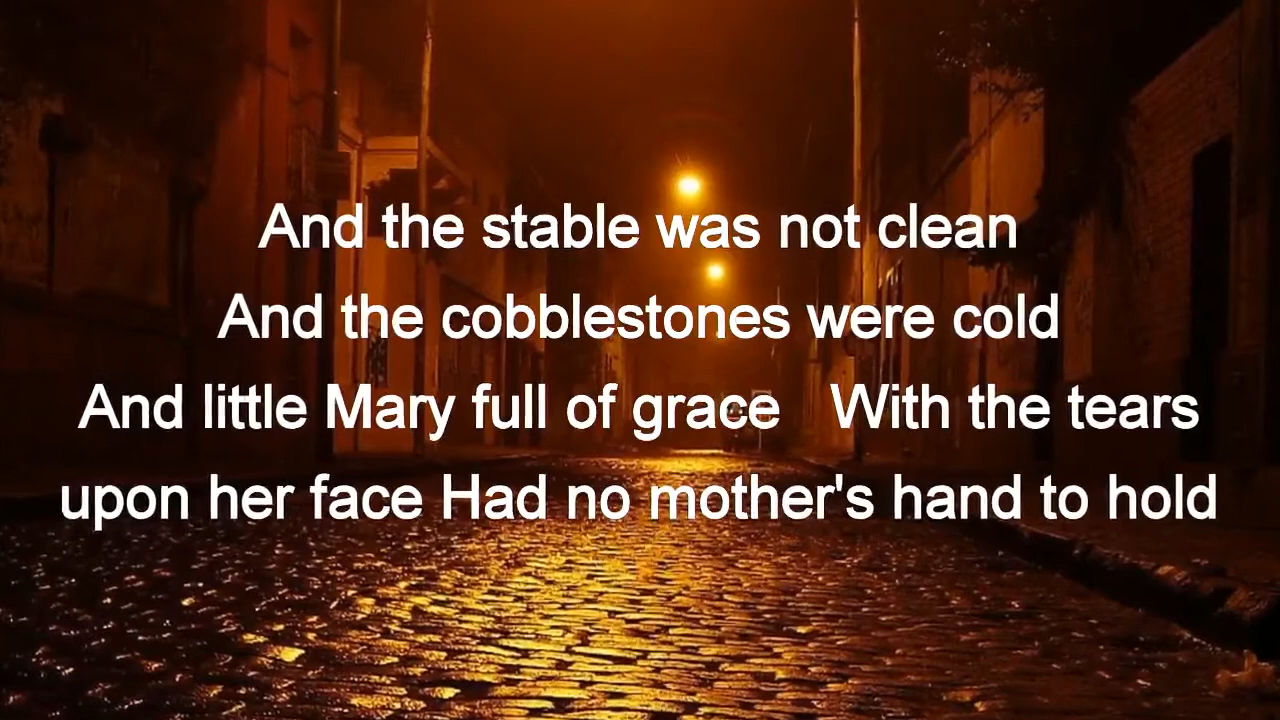 And the stable was not clean
And the cobblestones were cold
And little Mary full of grace   With the tears
upon her face Had no mother's hand to hold